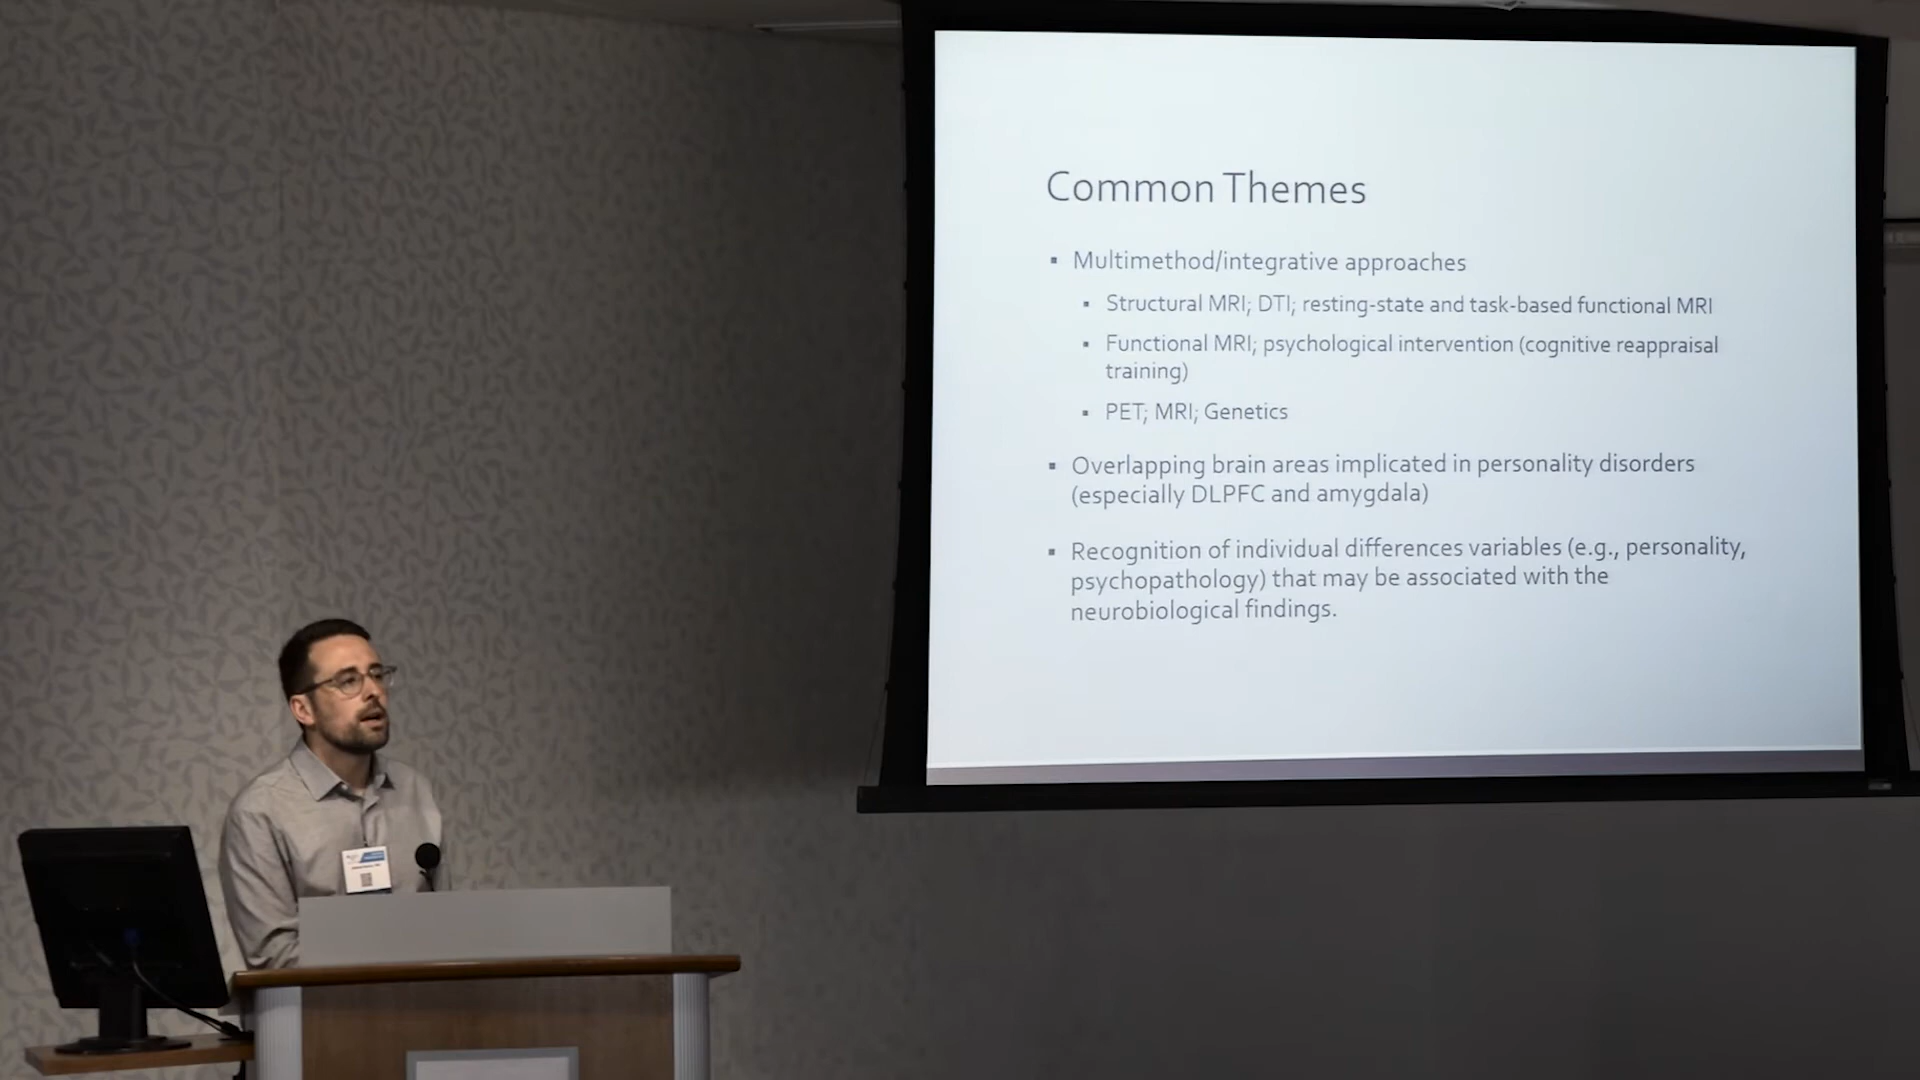 Common Themes
▪ Multimethod/integrative approaches
▪ Structural MRI; DTI; resting-state and task-based functional MRI
▪ Functional MRI; psychological intervention (cognitive reappraisal
training)
▪ PET; MRI; Genetics
▪ Overlapping brain areas implicated in personality disorders
(especially DLPFC and amygdala)
▪ Recognition of individual differences variables (e.g., personality,
psychopathology) that may be associated with the
neurobiological findings.